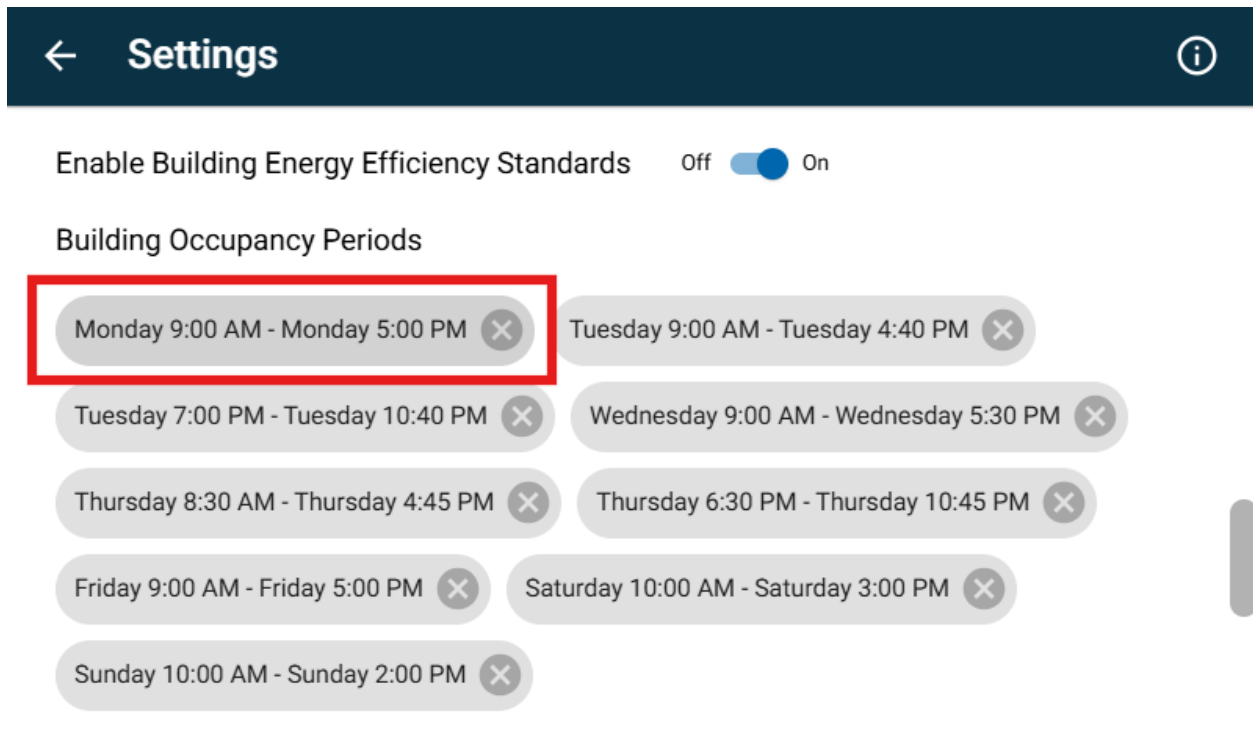 Settings
Enable Building Energy Efficiency Standards Off On
Building Occupancy Periods
Monday 9:00 AM - Monday 5:00 PM Tuesday 9:00 AM - Tuesday 4:40 PM
Tuesday 7:00 PM - Tuesday 10:40 PM Wednesday 9:00 AM - Wednesday 5:30 PM
Thursday 8:30 AM - Thursday 4:45 PM Thursday 6:30 PM - Thursday 10:45 PM
Friday 9:00 AM - Friday 5:00 PM Saturday 10:00 AM - Saturday 3:00 PM
Sunday 10:00 AM - Sunday 2:00 PM